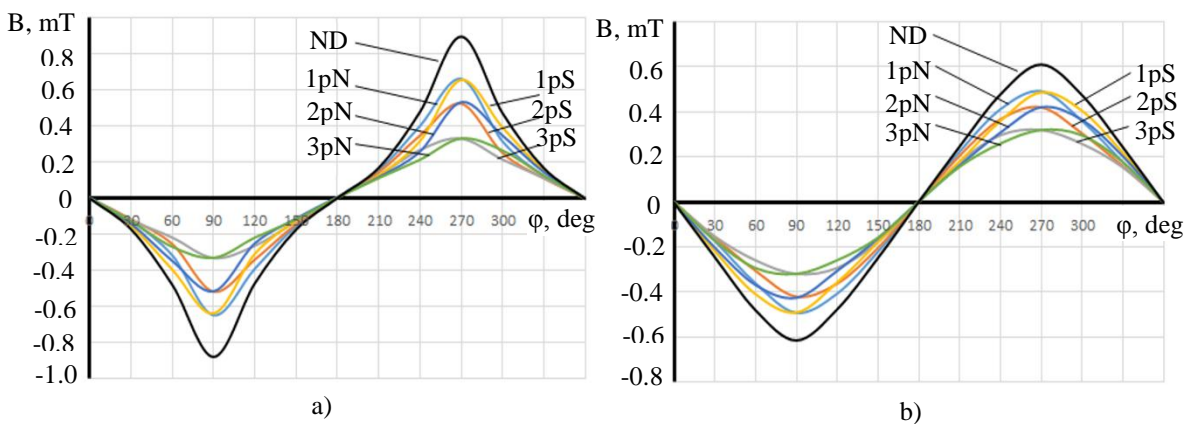 B, mT
0.8
0.6
0.4
0.2
0
-0.2
-0.4
-0.6
-0.8
-1.0
ND
1pN
2pN
3pN
1pS
2pS
3pS
0 30 60 90 120 150 180 210 240 270 300
φ, deg
a)
B, mT
0.6
0.4
0.2
0
-0.2
-0.4
-0.6
-0.8
ND
1pN
2pN
3pN
1pS
2pS
3pS
0 30 60 90 120 150 180 210 240 270 300
φ, deg
b)